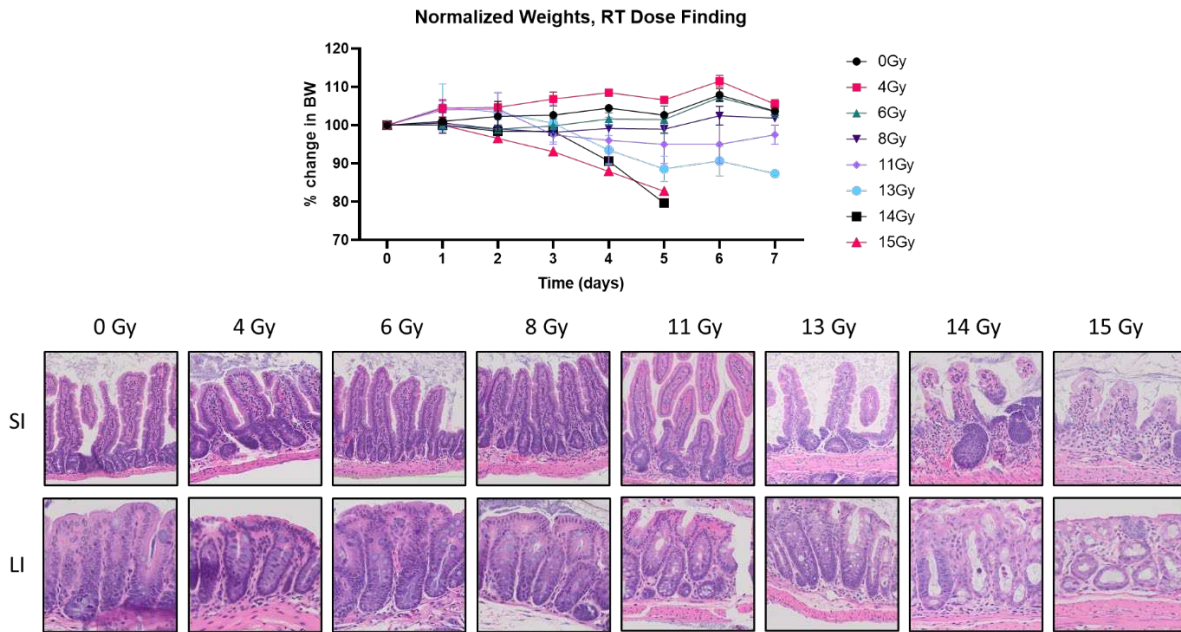 Normalized Weights, RT Dose Finding
% change in BW
120
110
100
90
80
70
0 1 2 3 4 5 6 7
Time (days)
0Gy
4Gy
6Gy
8Gy
11Gy
13Gy
14Gy
15Gy
0 Gy 4 Gy 6 Gy 8 Gy 11 Gy 13 Gy 14 Gy 15 Gy
SI
LI